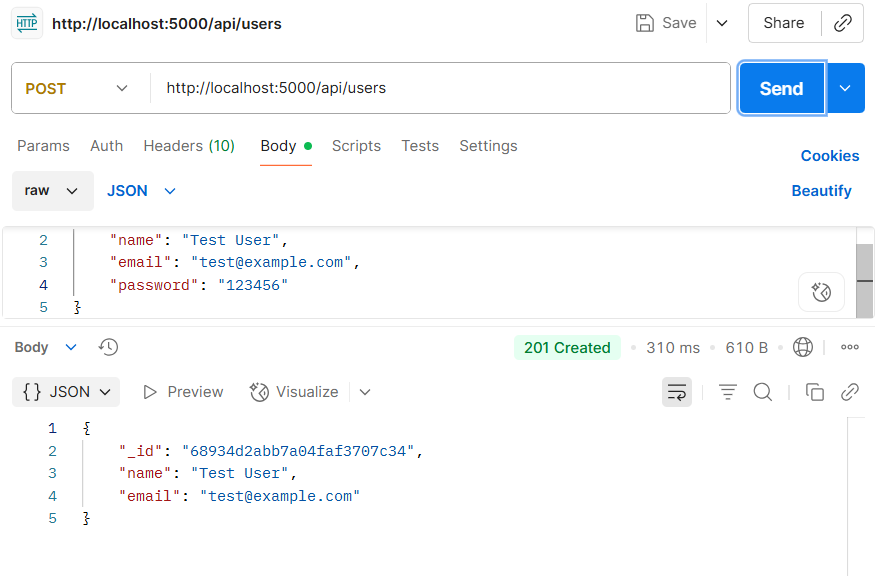 HTTP http://localhost:5000/api/users Save Share
POST http://localhost:5000/api/users Send
Params Auth Headers (10) Body Scripts Tests Settings Cookies
raw JSON Beautify
2 "name": "Test User",
3 "email": "test@example.com",
4 "password": "123456"
5 }
Body 201 Created • 310 ms • 610 B •
{} JSON Preview Visualize
1 {
2 "_id": "68934d2abb7a04faf3707c34",
3 "name": "Test User",
4 "email": "test@example.com"
5 }